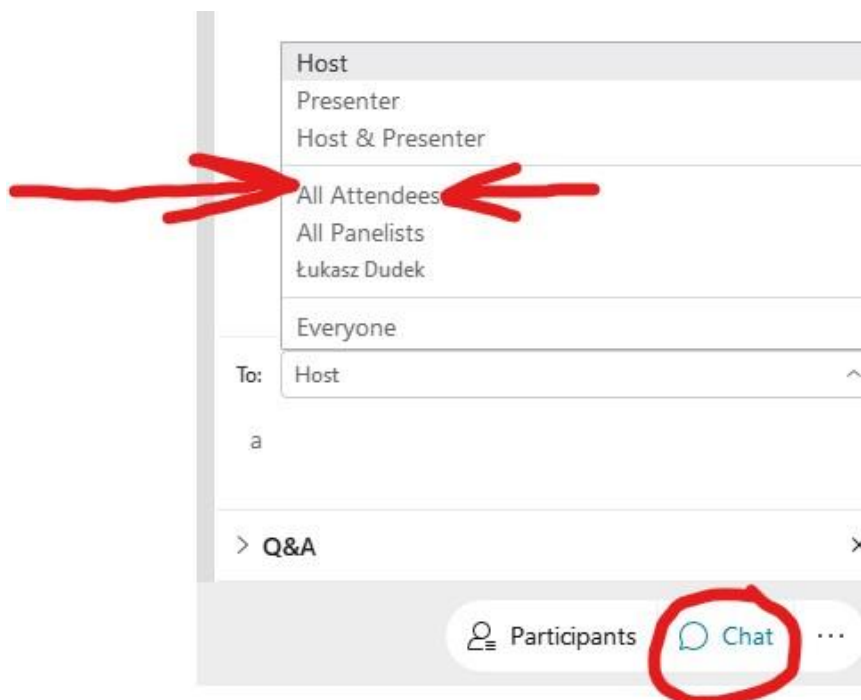 Host
Presenter
Host & Presenter
All Attendees
All Panelists
Łukasz Dudek
Everyone
To: Host
a
Q&A
Participants Chat